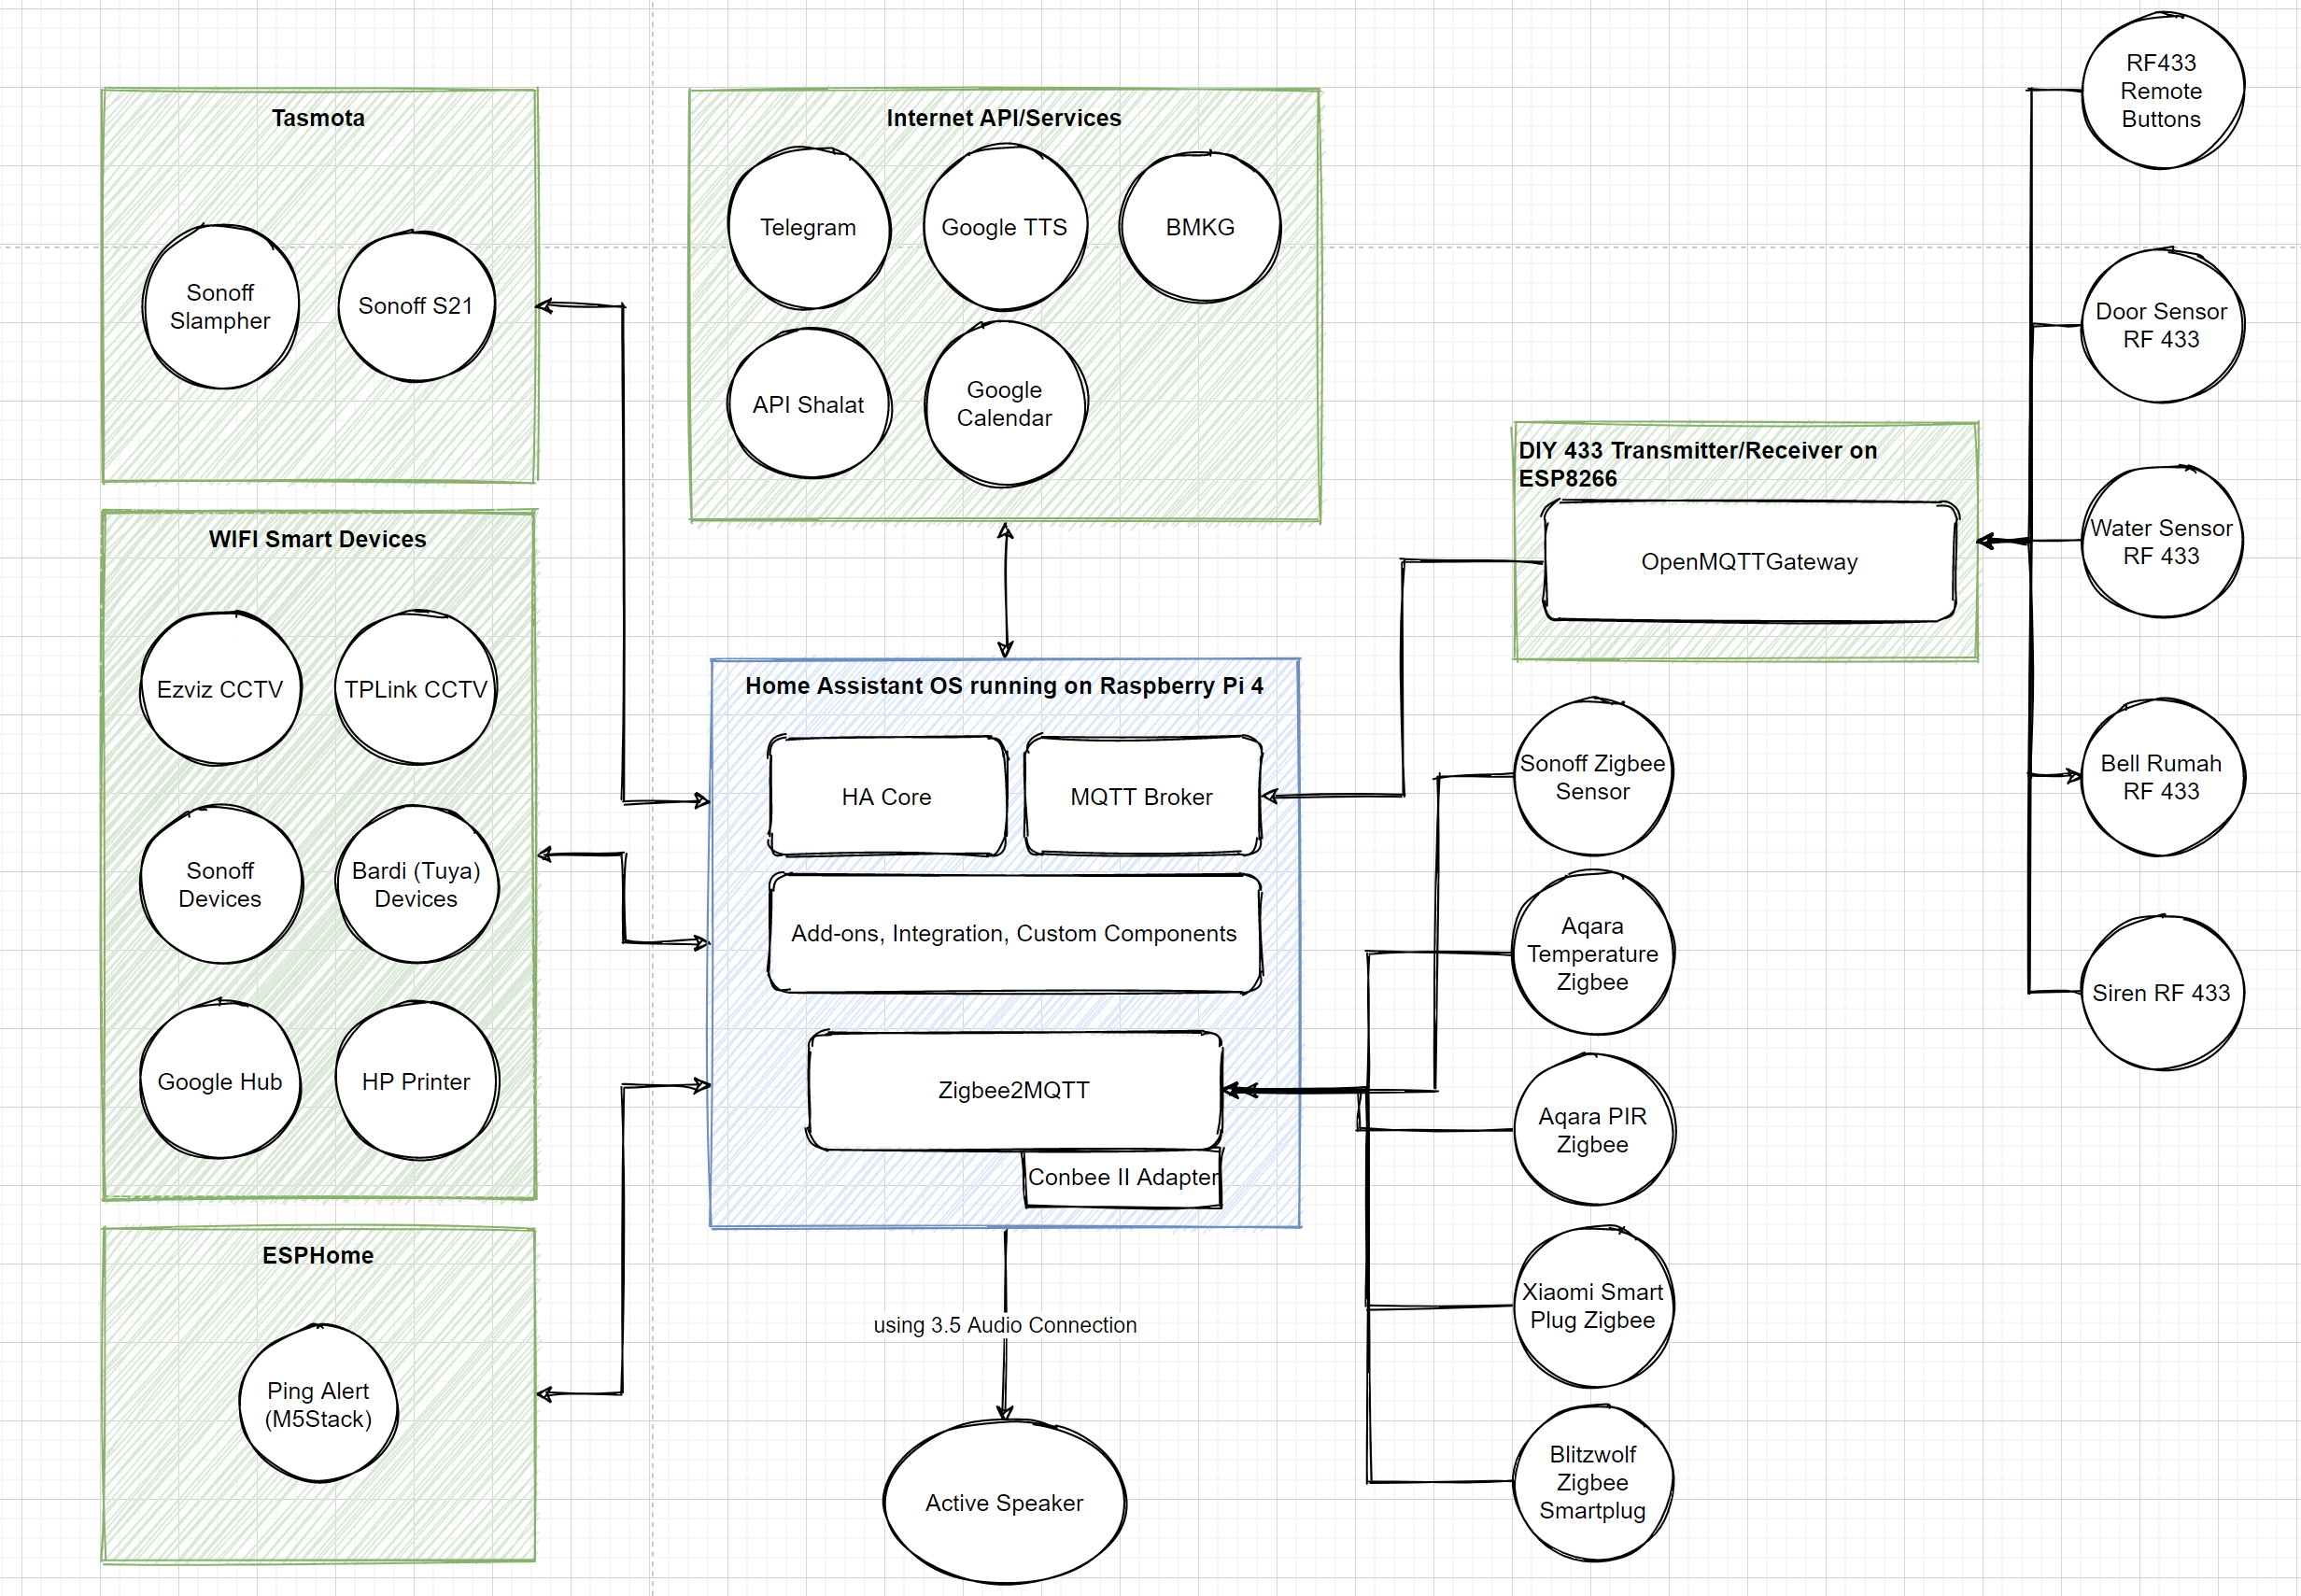 Tasmota
Sonoff
Slampher
Sonoff S21
WIFI Smart Devices
Ezviz CCTV
TPLink CCTV
Sonoff
Devices
Bardi (Tuya)
Devices
Google Hub
HP Printer
ESPHome
Ping Alert
(M5Stack)
Internet API/Services
Telegram
Google TTS
BMKG
API Shalat
Google
Calendar
Home Assistant OS running on Raspberry Pi 4
HA Core
MQTT Broker
Add-ons, Integration, Custom Components
Zigbee2MQTT
Conbee II Adapter
using 3.5 Audio Connection
Active Speaker
DIY 433 Transmitter/Receiver on
ESP8266
OpenMQTTGateway
Sonoff Zigbee
Sensor
Aqara
Temperature
Zigbee
Aqara PIR
Zigbee
Xiaomi Smart
Plug Zigbee
Blitzwolf
Zigbee
Smartplug
RF433
Remote
Buttons
Door Sensor
RF 433
Water Sensor
RF 433
Bell Rumah
RF 433
Siren RF 433